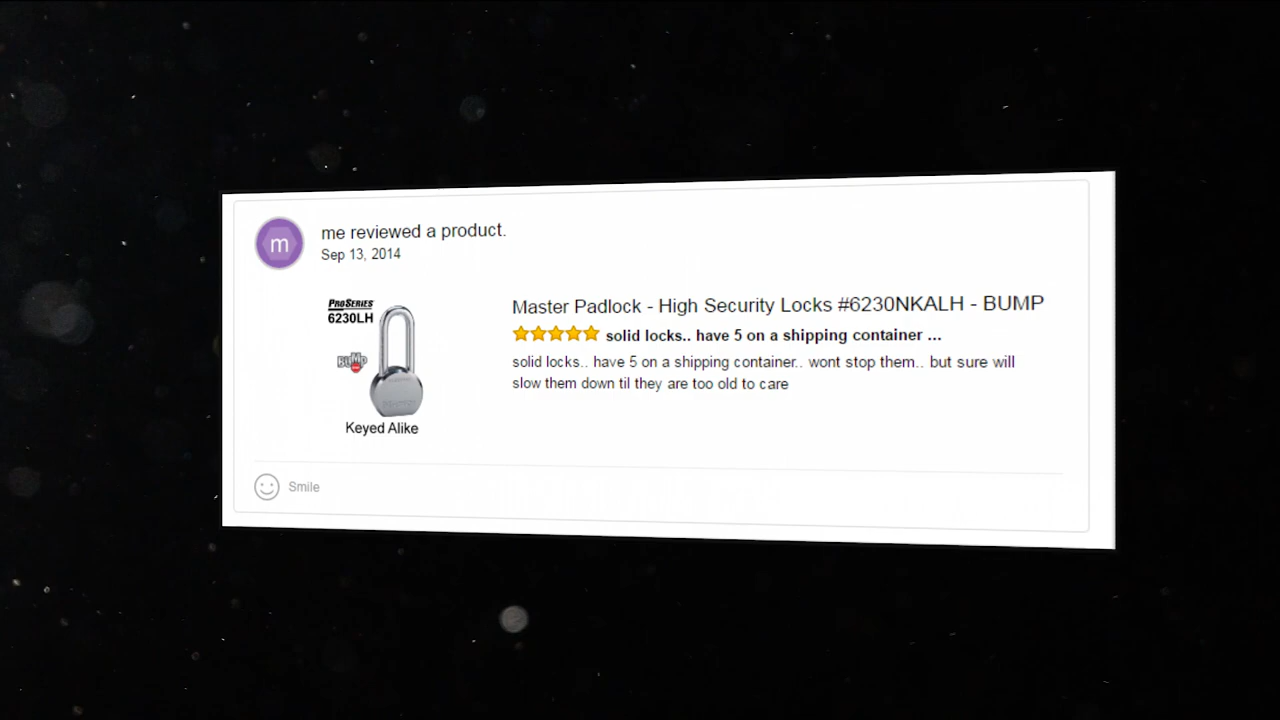 m
me reviewed a product.
Sep 13, 2014
PROSERIES
6230LH
BUMP
Keyed Alike
Master Padlock - High Security Locks #6230NKALH - BUMP
solid locks.. have 5 on a shipping container ...
solid locks.. have 5 on a shipping container.. wont stop them.. but sure will
slow them down til they are too old to care
Smile